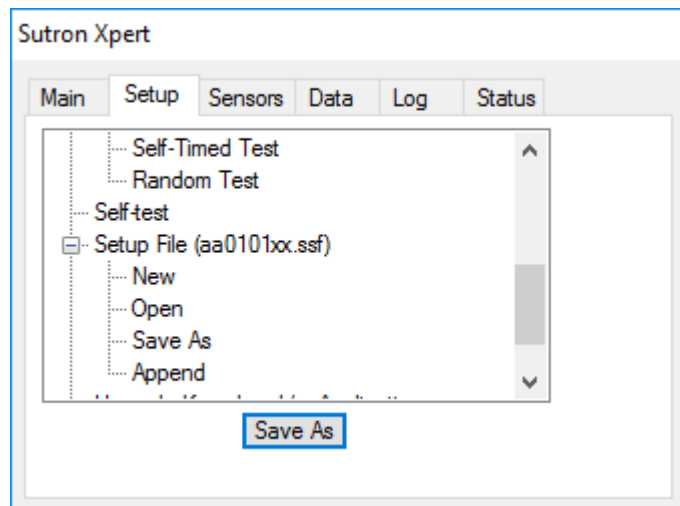 Sutron Xpert
Main Setup Sensors Data Log Status
Self-Timed Test
Random Test
Self-test
Setup File (aa0101xx.ssf)
New
Open
Save As
Append
Save As